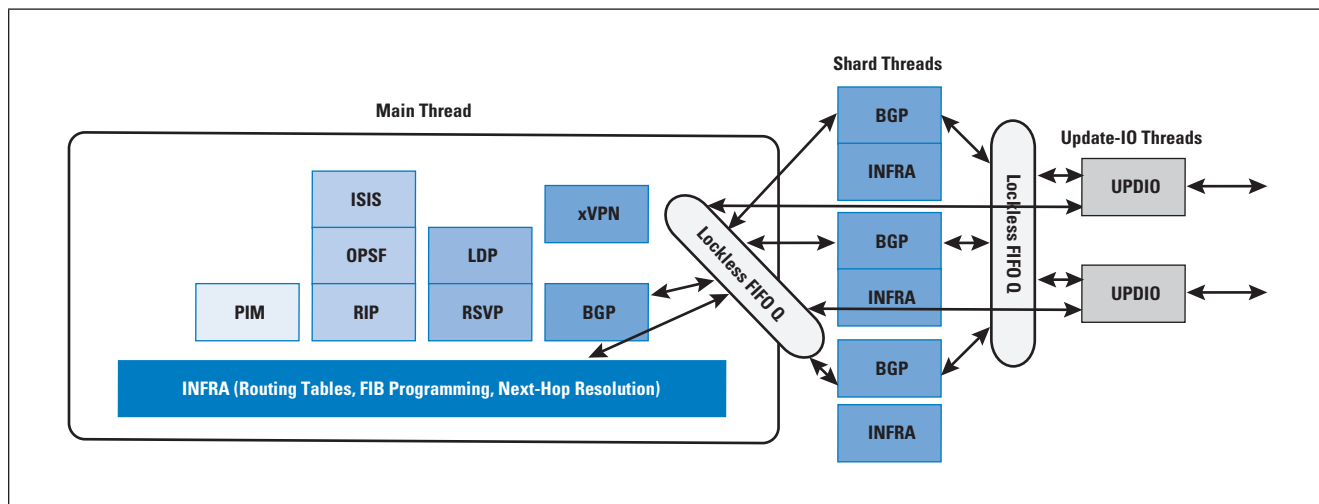 Main Thread
ISIS
OPSF
RIP
PIM
LDP
RSVP
xVPN
BGP
INFRA (Routing Tables, FIB Programming, Next-Hop Resolution)
Lockless FIFO Q
Shard Threads
BGP
INFRA
BGP
INFRA
BGP
INFRA
Lockless FIFO Q
Update-IO Threads
UPDIO
UPDIO